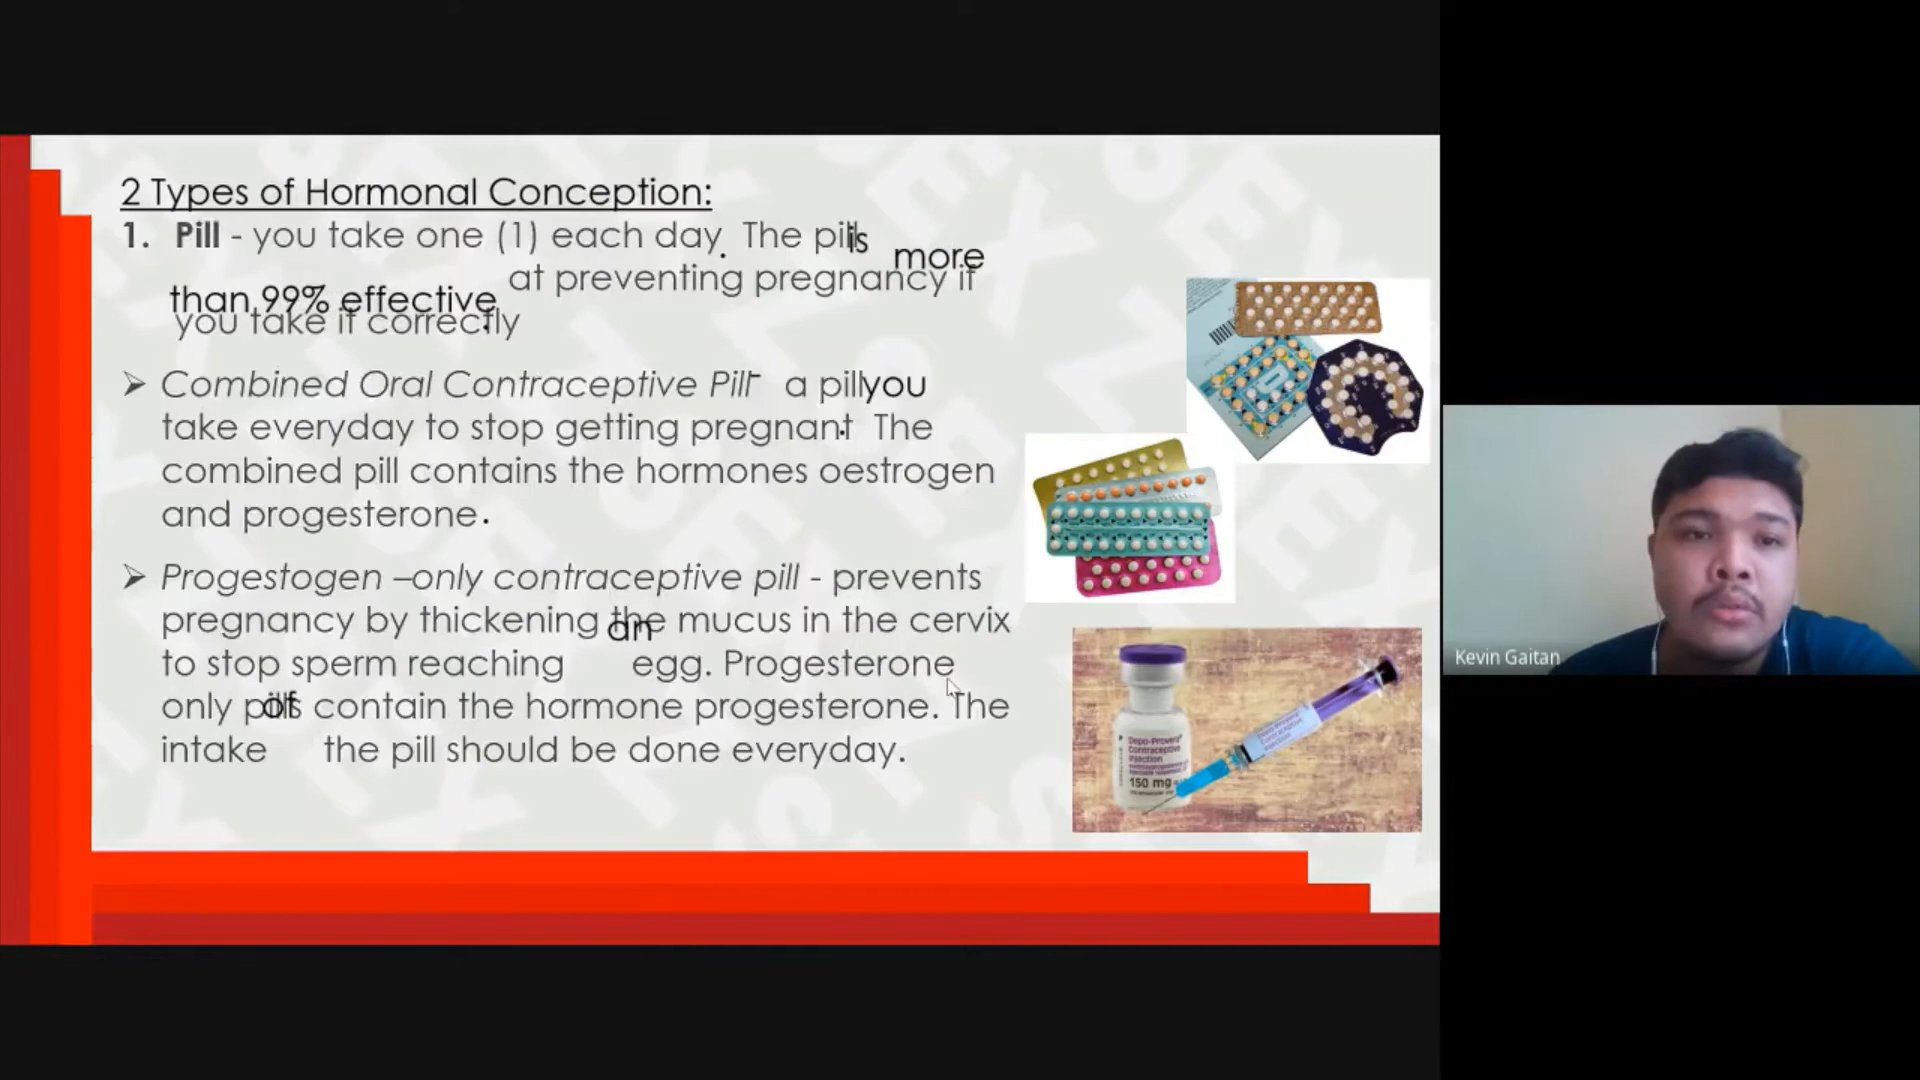 2 Types of Hormonal Conception:
1. Pill - you take one (1) each day. The pill is more
than 99% effective at preventing pregnancy if
you take it correctly.
➢ Combined Oral Contraceptive Pill - a pill you
take everyday to stop getting pregnant. The
combined pill contains the hormones oestrogen
and progesterone.
➢ Progestogen –only contraceptive pill - prevents
pregnancy by thickening the mucus in the cervix
to stop sperm reaching an egg. Progesterone
only pills contain the hormone progesterone. The
intake of the pill should be done everyday.
Depo-Provera
Contraceptive
Injection
150 mg
Depo-Provera
Contraceptive
Injection
Kevin Gaitan